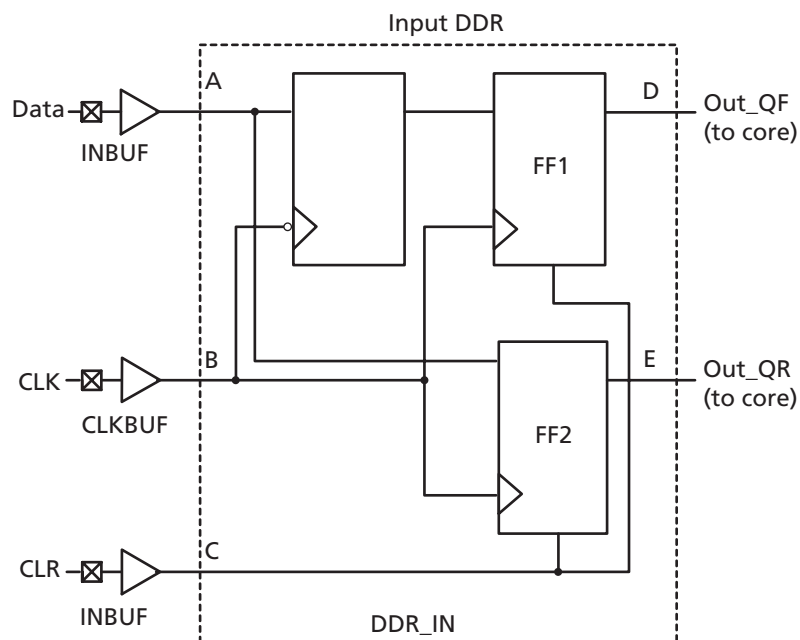 Input DDR
A
Data
INBUF
D
Out_QF
(to core)
FF1
B
CLK
CLKBUF
E
Out_QR
(to core)
FF2
C
CLR
INBUF
DDR_IN